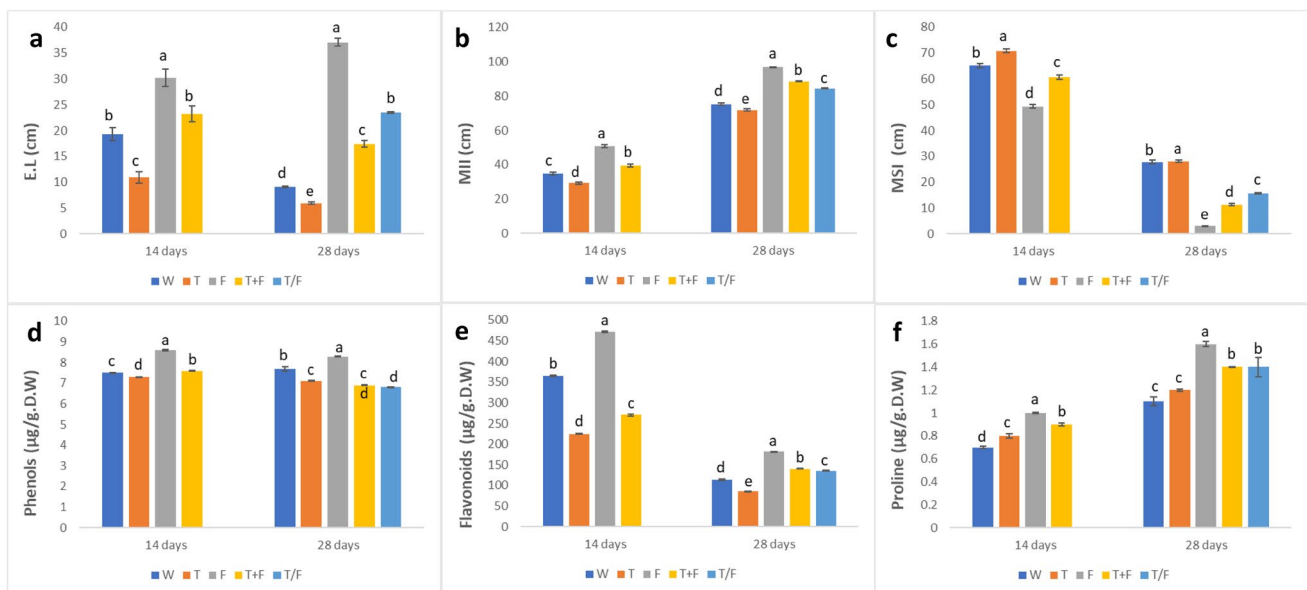 a
E.L (cm)
40
35
30
25
20
15
10
5
0
b
c
a
b
d
e
a
c
b
14 days
28 days
W T F T+F T/F
b
MII (cm)
120
100
80
60
40
20
0
c
d
a
b
d
e
a
b
c
14 days
28 days
W T F T+F T/F
c
MSI (cm)
80
70
60
50
40
30
20
10
0
b
a
d
c
b
a
e
d
c
14 days
28 days
W T F T+F T/F
d
Phenols (µg/g.D.W)
10
9
8
7
6
5
4
3
2
1
0
c
d
a
b
b
c
a
c
d
d
14 days
28 days
W T F T+F T/F
e
Flavonoids (µg/g.D.W)
500
450
400
350
300
250
200
150
100
50
0
b
d
a
c
d
e
a
b
c
14 days
28 days
W T F T+F T/F
f
Proline (µg/g.D.W)
1.8
1.6
1.4
1.2
1
0.8
0.6
0.4
0.2
0
d
c
a
b
c
c
a
b
b
14 days
28 days
W T F T+F T/F